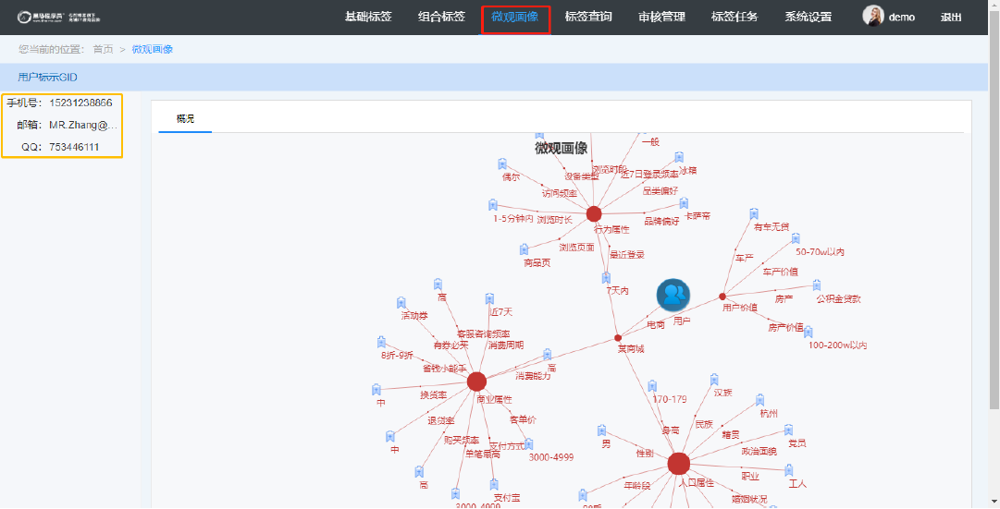 基础标签 组合标签 微观画像 标签查询 审核管理 标签任务 系统设置 demo 退出
您当前的位置: 首页 > 微观画像
用户标示GID
手机号: 15231238866
邮箱: MR.Zhang@...
QQ: 753446111
概况
微观画像
一般
偶尔
设备类型
浏览时段
近7日登录频率
冰箱
访问频率
品类偏好
1-5分钟内
浏览时长
行为属性
品牌偏好
卡萨帝
浏览页面
最近登录
商品页
7天内
有车无贷
50-70w以内
车产
车产价值
房产
公积金贷款
用户价值
房产价值
100-200w以内
电商
用户
某商城
高
近7天
活动券
客服咨询频率
有券必买
消费周期
8折-9折
省钱小能手
高
消费能力
中
换货率
商业属性
退货率
客单价
中
购买频率
支付方式
单笔最高
3000-4999
高
支付宝
3000-4999
170-179
汉族
杭州
身高
民族
籍贯
党员
男
性别
政治面貌
年龄段
人口属性
职业
工人
婚姻状况